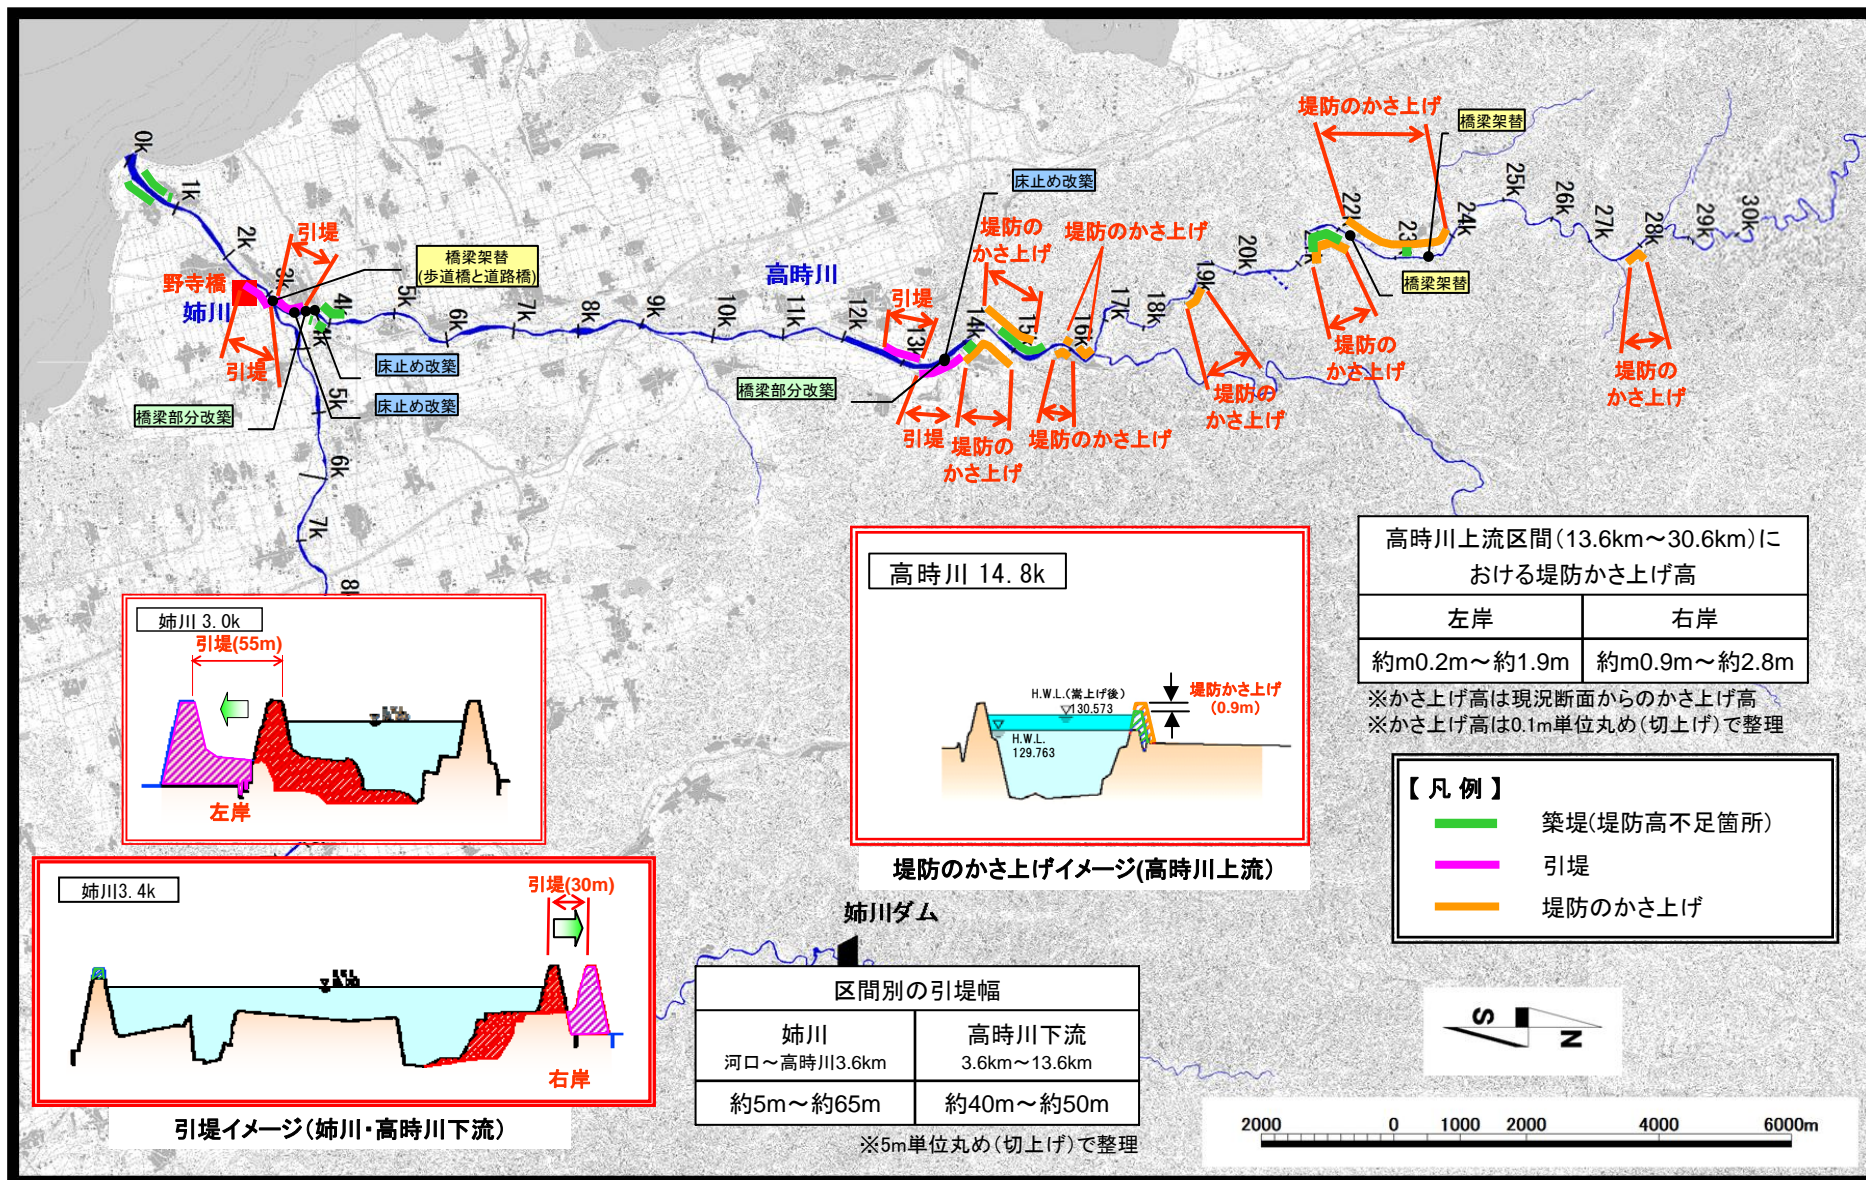 0k
1k
2k
3k
4k
5k
6k
7k
8k
9k
10k
11k
12k
13k
14k
15k
16k
17k
18k
19k
20k
22k
23
24k
25k
26k
27k
28k
29k
30k
4k
5k
6k
7k
8k
引堤
橋梁架替
(歩道橋と道路橋)
野寺橋
姉川
引堤
橋梁部分改築
床止め改築
床止め改築
高時川
引堤
床止め改築
堤防の
かさ上げ
堤防のかさ上げ
橋梁部分改築
引堤
堤防の
かさ上げ
堤防のかさ上げ
堤防の
かさ上げ
堤防のかさ上げ
橋梁架替
橋梁架替
堤防の
かさ上げ
堤防の
かさ上げ
姉川 3.0k
引堤(55m)
左岸
姉川3.4k
引堤(30m)
右岸
引堤イメージ(姉川・高時川下流)
高時川 14.8k
H.W.L.(嵩上げ後)
130.573
H.W.L.
129.763
堤防かさ上げ
(0.9m)
堤防のかさ上げイメージ(高時川上流)
高時川上流区間(13.6km～30.6km)に
おける堤防かさ上げ高
左岸 右岸
約m0.2m～約1.9m 約m0.9m～約2.8m
※かさ上げ高は現況断面からのかさ上げ高
※かさ上げ高は0.1m単位丸め(切上げ)で整理
【 凡 例 】
築堤(堤防高不足箇所)
引堤
堤防のかさ上げ
姉川ダム
区間別の引堤幅
姉川 高時川下流
河口～高時川3.6km 3.6km～13.6km
約5m～約65m 約40m～約50m
※5m単位丸め(切上げ)で整理
S
N
2000 0 1000 2000 4000 6000m